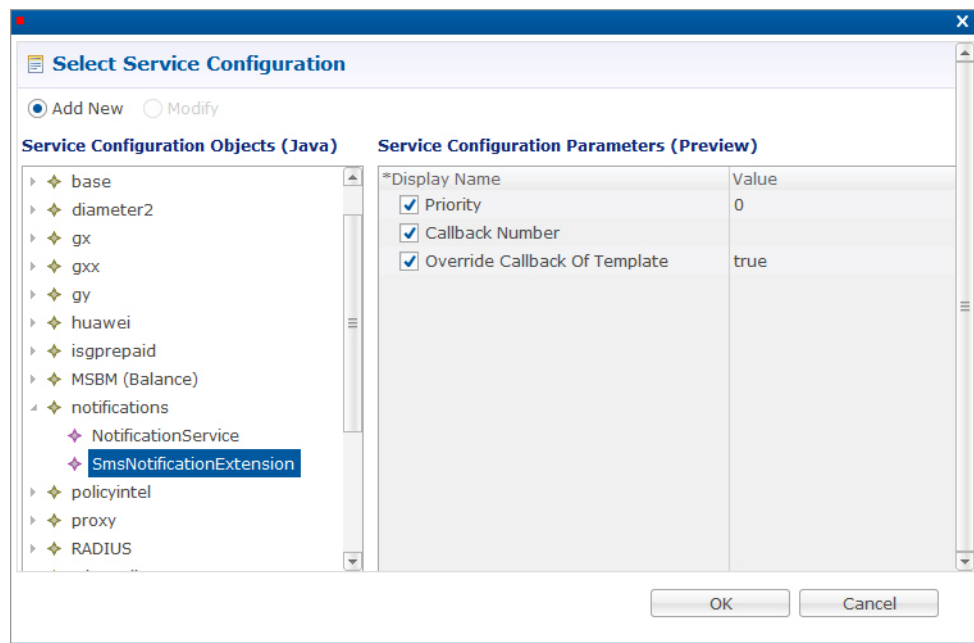 x
Select Service Configuration
Add New Modify
Service Configuration Objects (Java) Service Configuration Parameters (Preview)
base
diameter2
gx
gxx
gy
huawei
isgprepaid
MSBM (Balance)
notifications
NotificationService
SmsNotificationExtension
policyintel
proxy
RADIUS
*Display Name Value
Priority 0
Callback Number
Override Callback Of Template true
OK Cancel